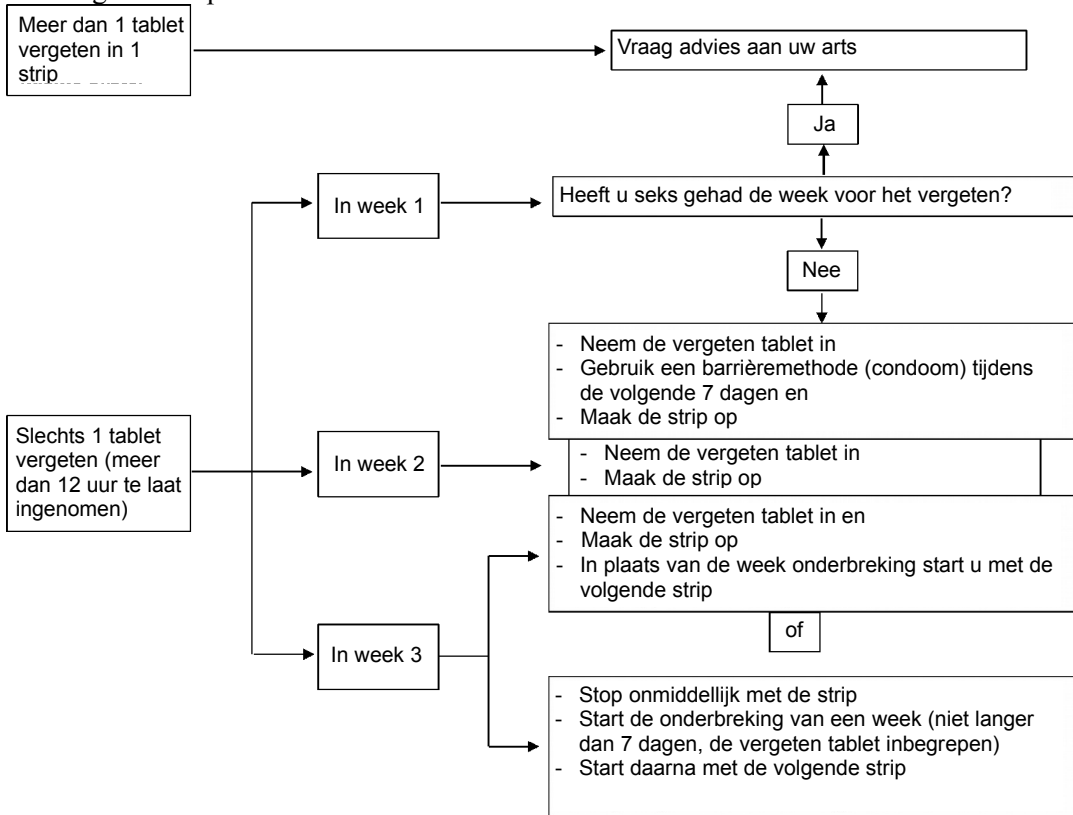 Meer dan 1 tablet
vergeten in 1
strip
Vraag advies aan uw arts
Ja
In week 1
Heeft u seks gehad de week voor het vergeten?
Nee
- Neem de vergeten tablet in
- Gebruik een barrièremethode (condoom) tijdens
de volgende 7 dagen en
- Maak de strip op
Slechts 1 tablet
vergeten (meer
dan 12 uur te laat
ingenomen)
In week 2
- Neem de vergeten tablet in
- Maak de strip op
- Neem de vergeten tablet in en
- Maak de strip op
- In plaats van de week onderbreking start u met de
volgende strip
of
In week 3
- Stop onmiddellijk met de strip
- Start de onderbreking van een week (niet langer
dan 7 dagen, de vergeten tablet inbegrepen)
- Start daarna met de volgende strip